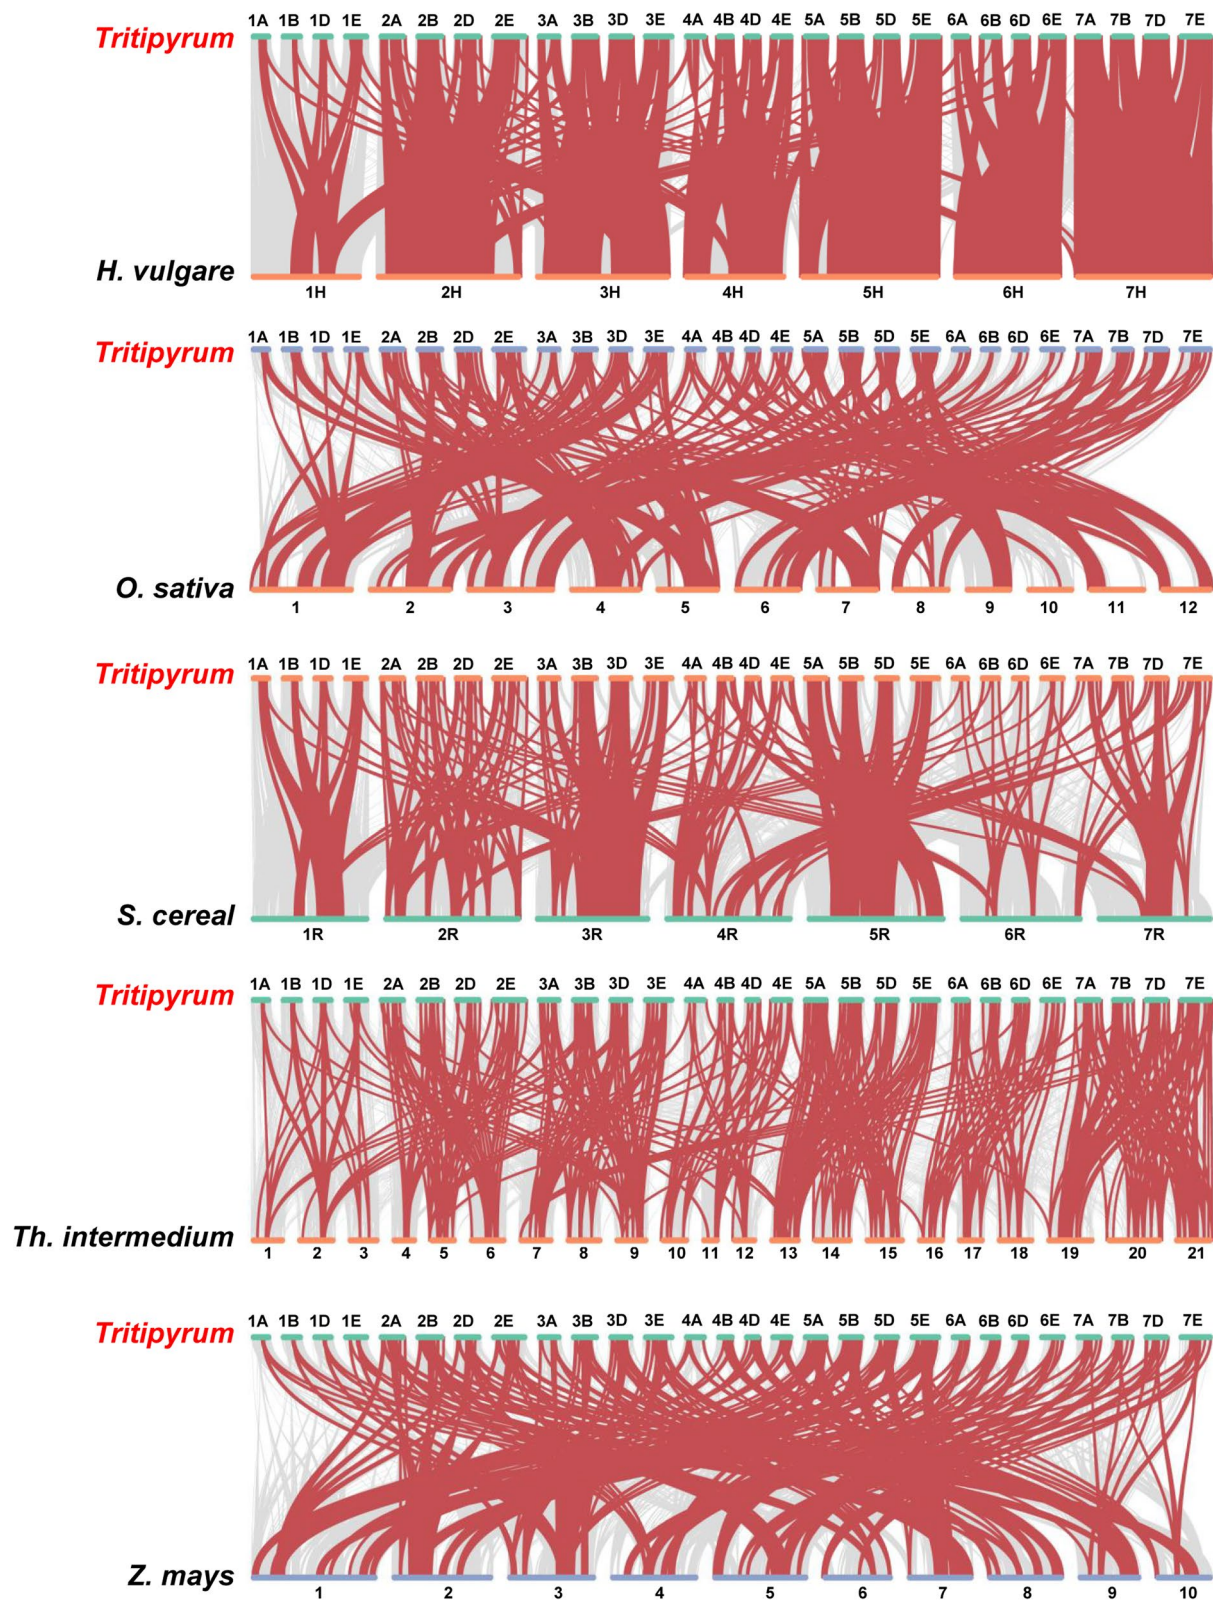 1A 1B 1D 1E 2A 2B 2D 2E 3A 3B 3D 3E 4A 4B 4D 4E 5A 5B 5D 5E 6A 6B 6D 6E 7A 7B 7D 7E
Tritipyrum
H. vulgare
1H 2H 3H 4H 5H 6H 7H
1A 1B 1D 1E 2A 2B 2D 2E 3A 3B 3D 3E 4A 4B 4D 4E 5A 5B 5D 5E 6A 6B 6D 6E 7A 7B 7D 7E
Tritipyrum
O. sativa
1 2 3 4 5 6 7 8 9 10 11 12
1A 1B 1D 1E 2A 2B 2D 2E 3A 3B 3D 3E 4A 4B 4D 4E 5A 5B 5D 5E 6A 6B 6D 6E 7A 7B 7D 7E
Tritipyrum
S. cereal
1R 2R 3R 4R 5R 6R 7R
1A 1B 1D 1E 2A 2B 2D 2E 3A 3B 3D 3E 4A 4B 4D 4E 5A 5B 5D 5E 6A 6B 6D 6E 7A 7B 7D 7E
Tritipyrum
Th. intermedium
1 2 3 4 5 6 7 8 9 10 11 12 13 14 15 16 17 18 19 20 21
1A 1B 1D 1E 2A 2B 2D 2E 3A 3B 3D 3E 4A 4B 4D 4E 5A 5B 5D 5E 6A 6B 6D 6E 7A 7B 7D 7E
Tritipyrum
Z. mays
1 2 3 4 5 6 7 8 9 10